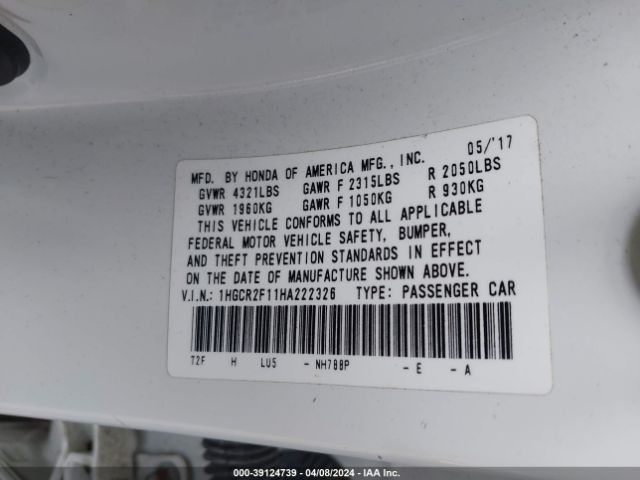 MFD. BY HONDA OF AMERICA MFG., INC. 05/'17
GVWR 4321LBS GAWR F 2315LBS R 2050LBS
GVWR 1960KG GAWR F 1050KG R 930KG
THIS VEHICLE CONFORMS TO ALL APPLICABLE
FEDERAL MOTOR VEHICLE SAFETY, BUMPER,
AND THEFT PREVENTION STANDARDS IN EFFECT
ON THE DATE OF MANUFACTURE SHOWN ABOVE.
V.I.N.: 1HGCR2F11HA222326 TYPE: PASSENGER CAR
T2F H LU5 - NH788P - E - A
000-39124739 - 04/08/2024 - IAA Inc.